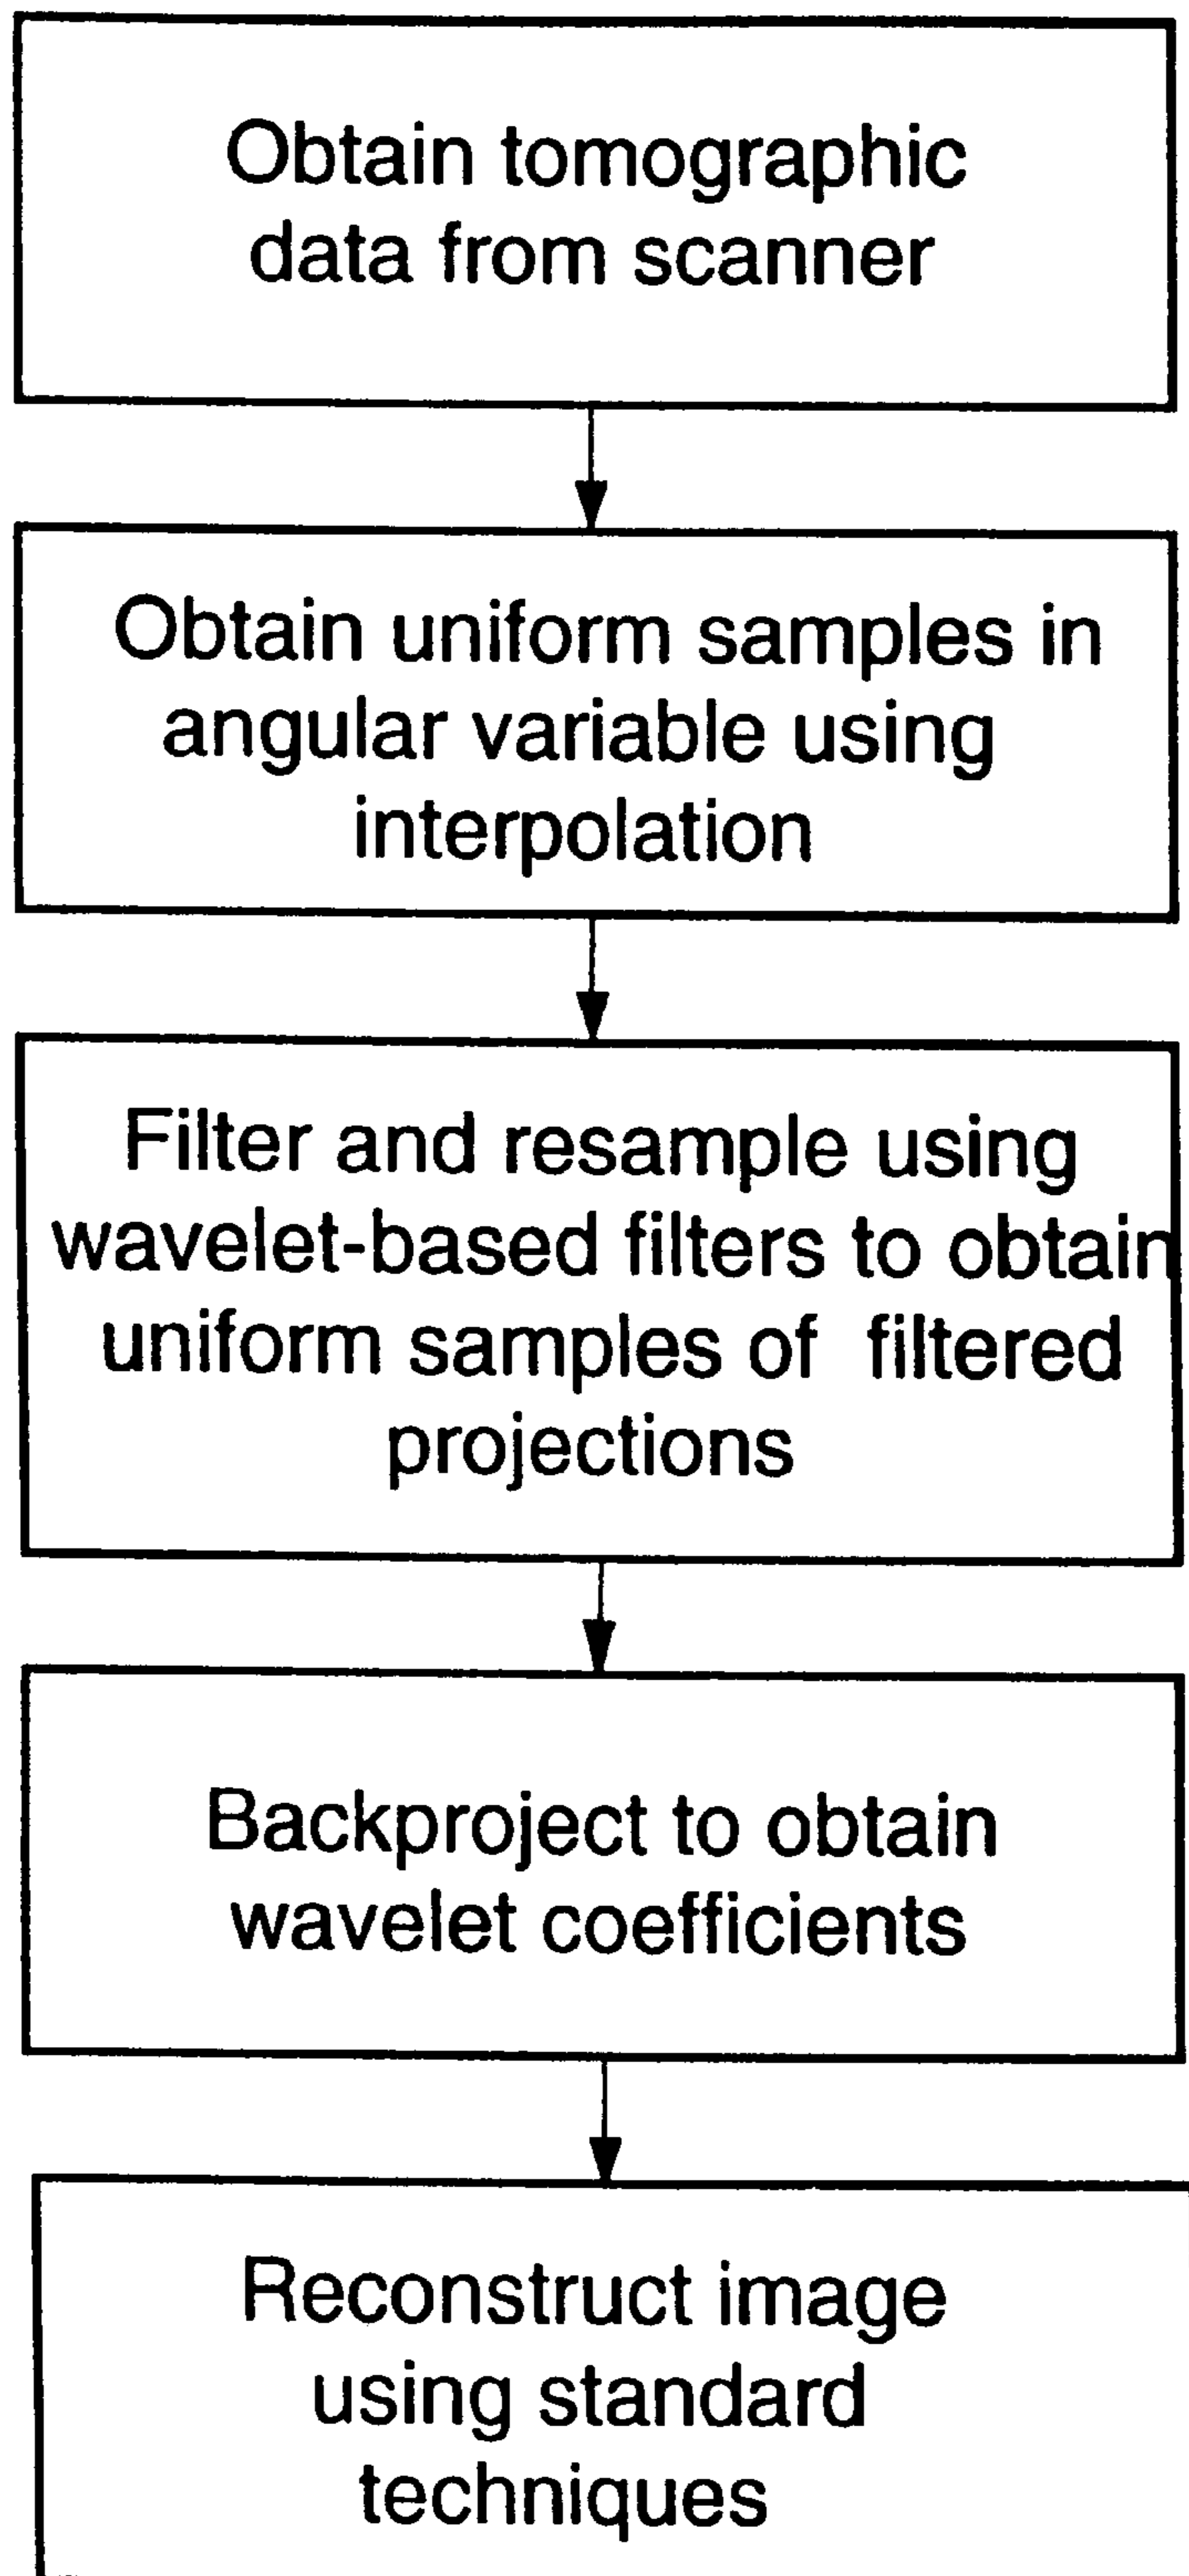 Obtain tomographic
data from scanner
Obtain uniform samples in
angular variable using
interpolation
Filter and resample using
wavelet-based filters to obtain
uniform samples of filtered
projections
Backproject to obtain
wavelet coefficients
Reconstruct image
using standard
techniques